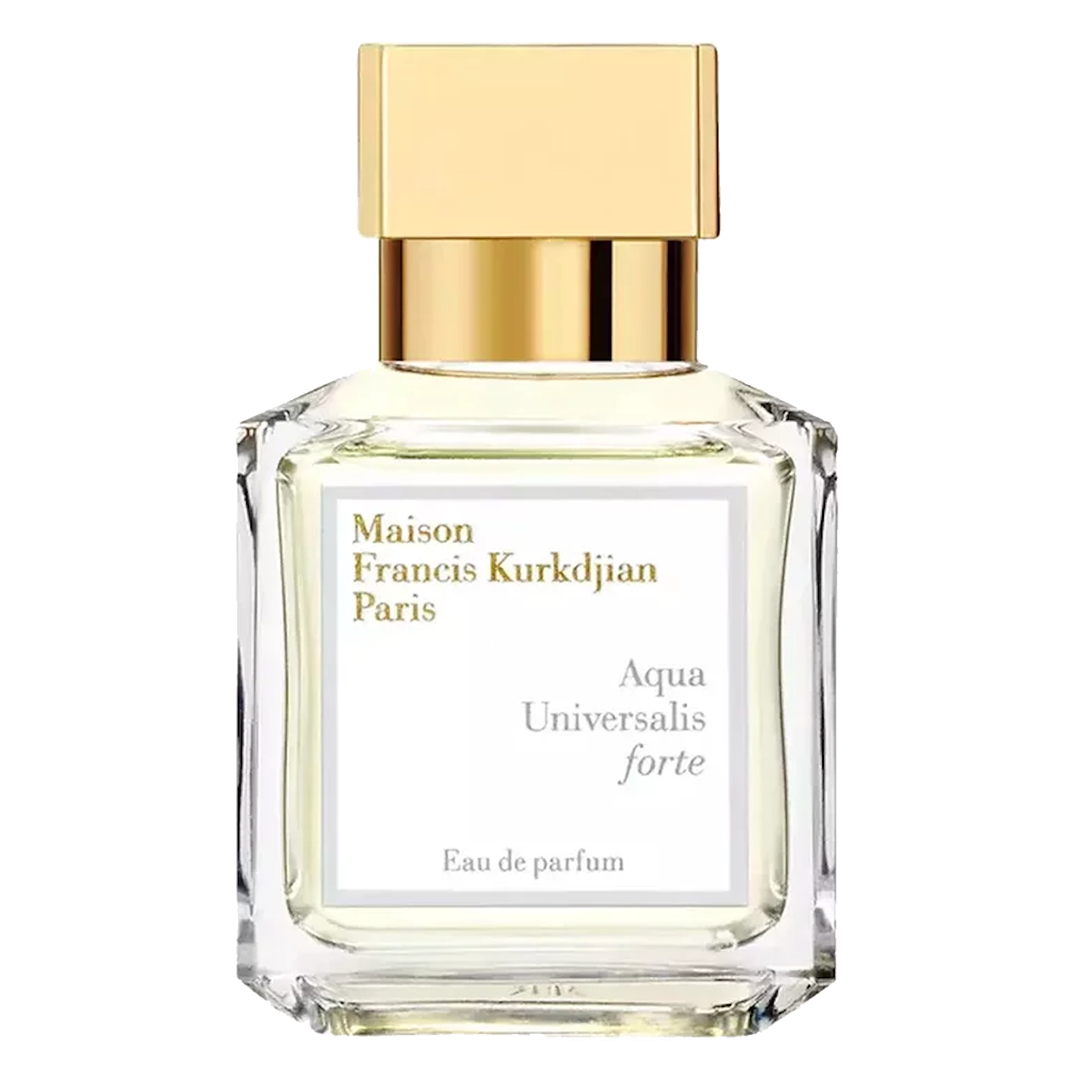 Maison
Francis Kurkdjian
Paris
Aqua
Universalis
forte
Eau de parfum